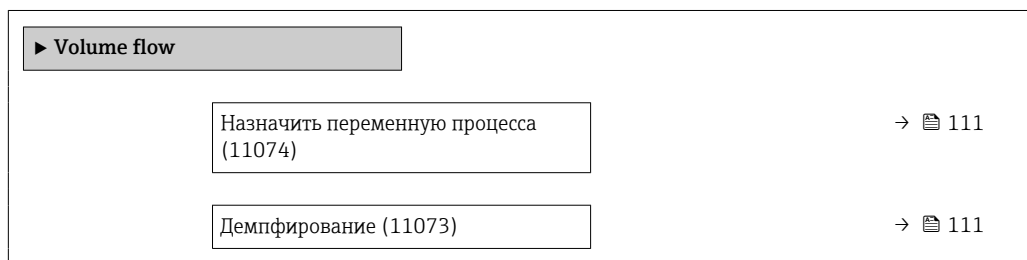 ► Volume flow
Назначить переменную процесса → 111
(11074)
Демпфирование (11073) → 111